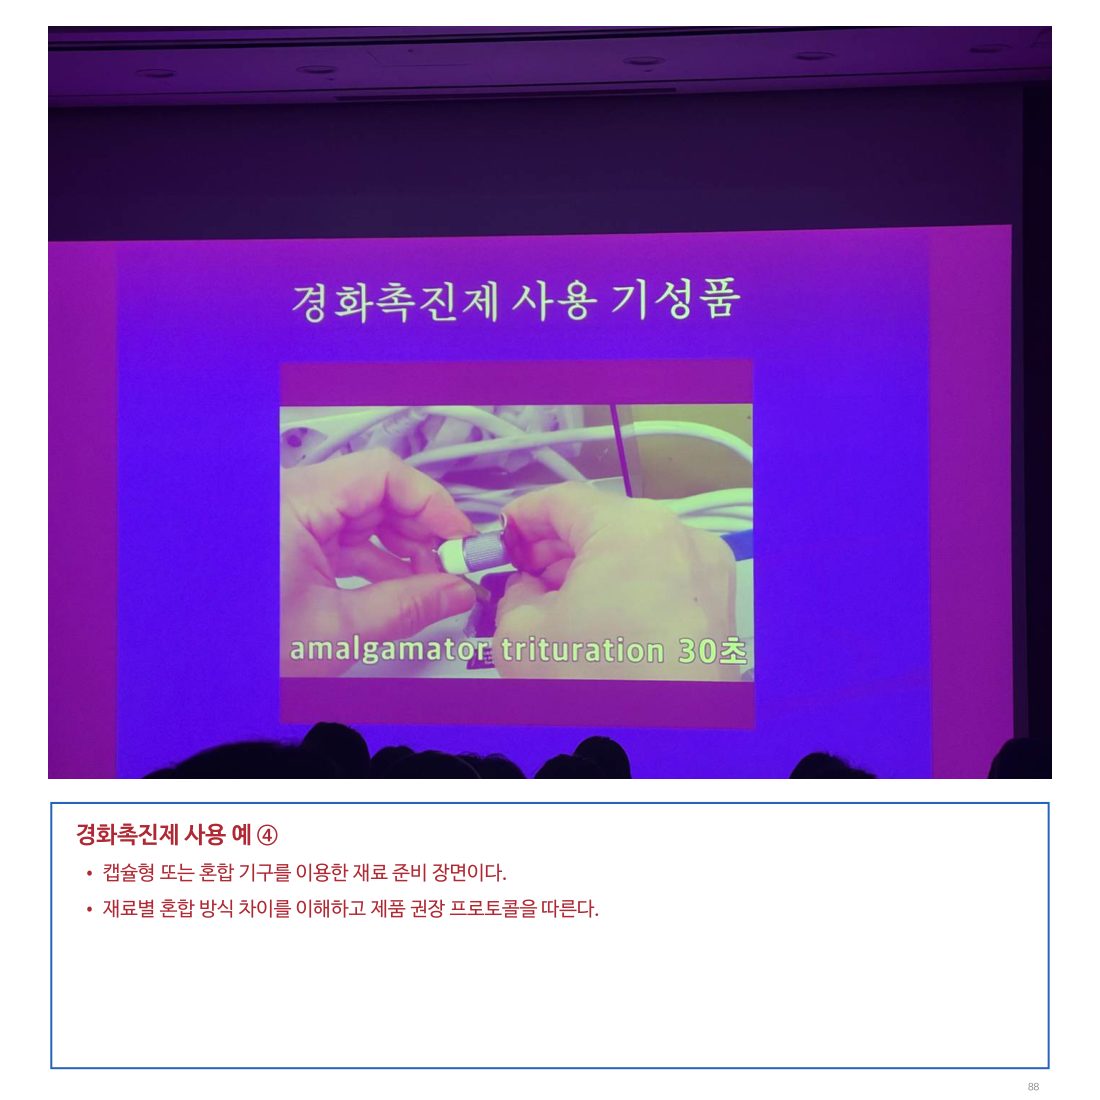 경화촉진제 사용 기성품
amalgamator trituration 30초
경화촉진제 사용 예 ④
• 캡슐형 또는 혼합 기구를 이용한 재료 준비 장면이다.
• 재료별 혼합 방식 차이를 이해하고 제품 권장 프로토콜을 따른다.
88